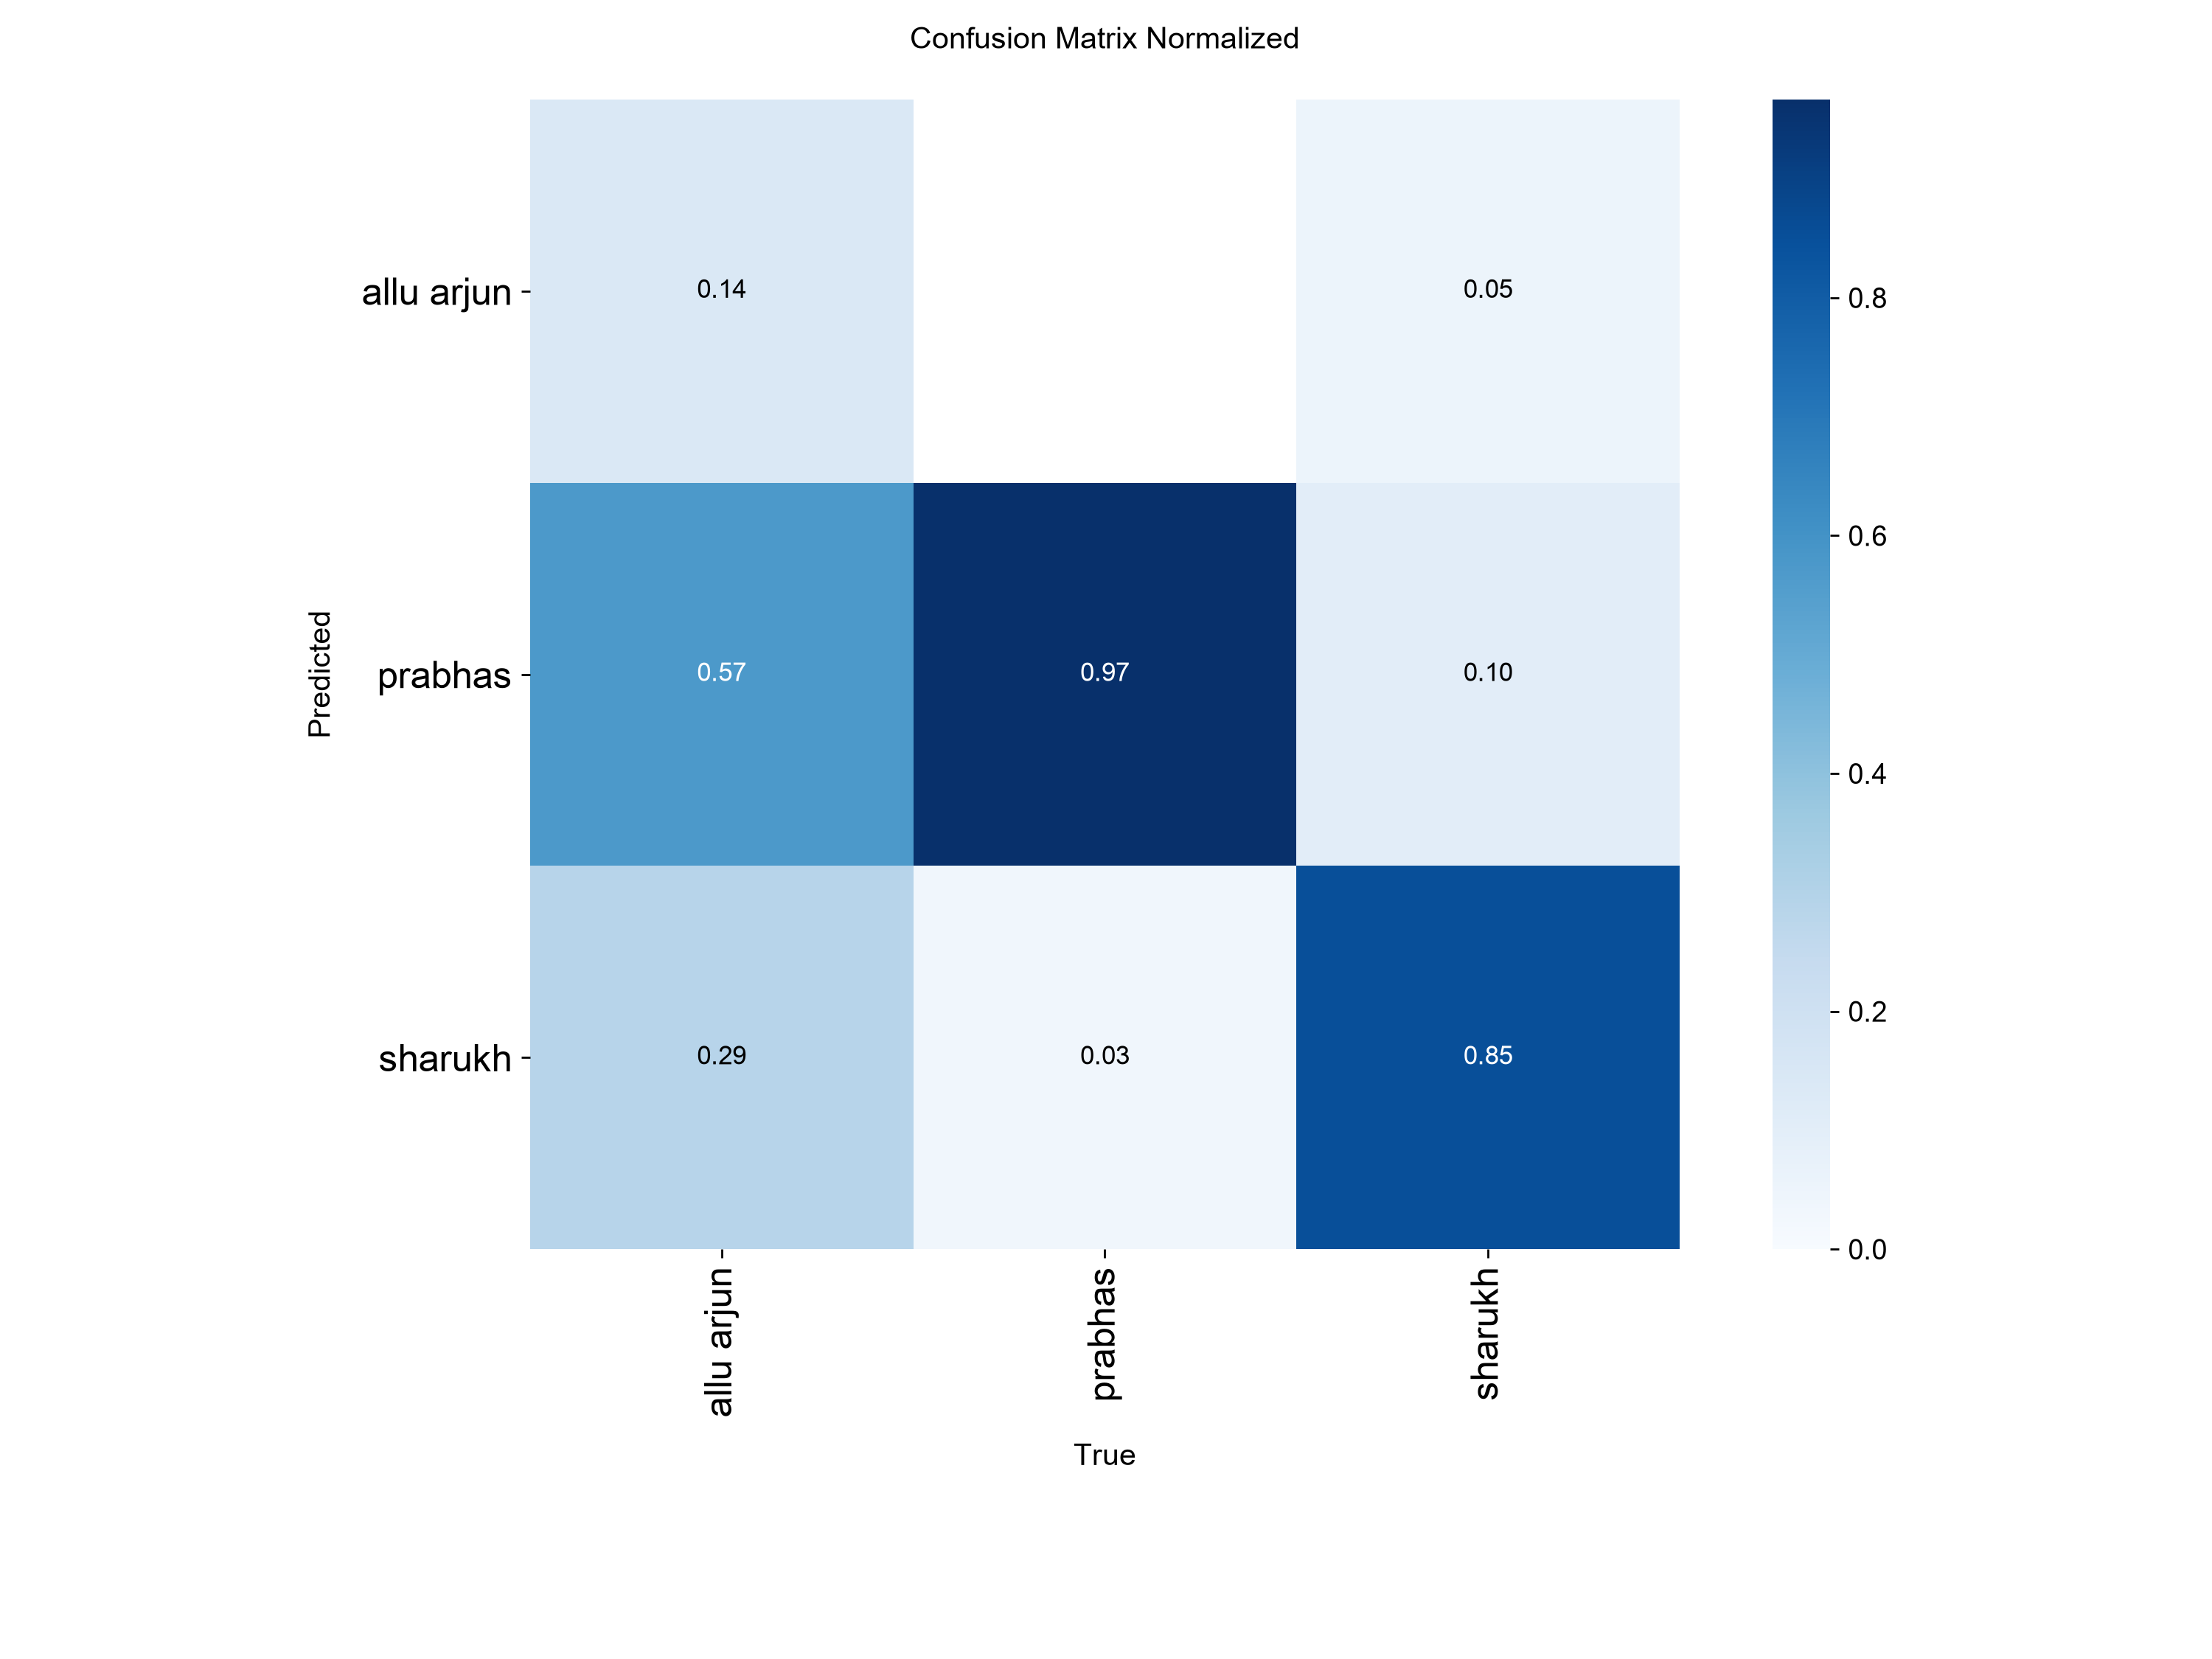 Confusion Matrix Normalized
allu arjun
0.14
0.05
0.8
0.6
Predicted
prabhas
0.57
0.97
0.10
0.4
0.2
sharukh
0.29
0.03
0.85
0.0
allu arjun
prabhas
sharukh
True